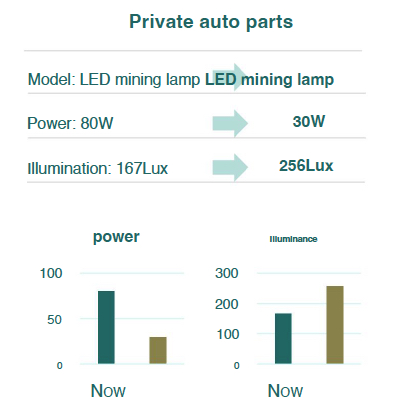 Private auto parts
Model: LED mining lamp LED mining lamp
Power: 80W 30W
Illumination: 167Lux 256Lux
power Illuminance
100 300
200
50
100
0 0
Now Now